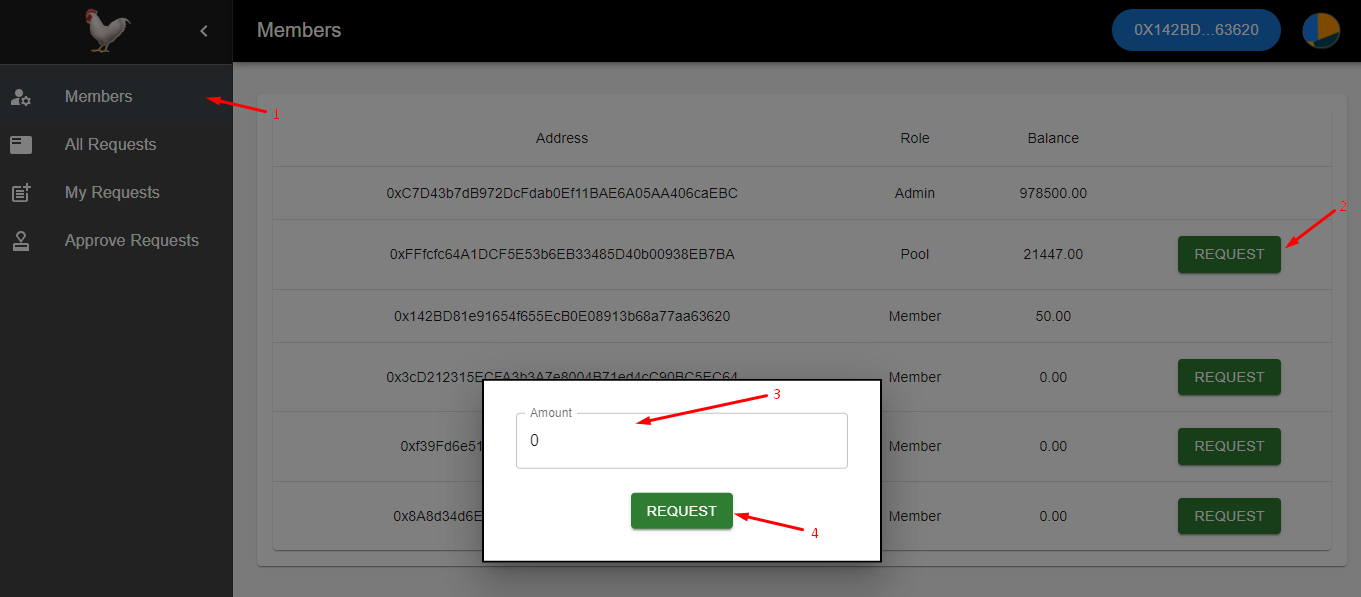 Members
0X142BD...63620
Members
1
All Requests
My Requests
Approve Requests
Address Role Balance
0xC7D43b7dB972DcFdab0Ef11BAE6A05AA406caEBC Admin 978500.00
2
0xFFfcfc64A1DCF5E53b6EB33485D40b00938EB7BA Pool 21447.00 REQUEST
0x142BD81e91654f655EcB0E08913b68a77aa63620 Member 50.00
0x3cD212315ECFA3b3A7e8004B71ed4cC90BC5EC64 Member 0.00 REQUEST
3
Amount
0
0xf39Fd6e51 Member 0.00 REQUEST
REQUEST
4
0x8A8d34d6E Member 0.00 REQUEST